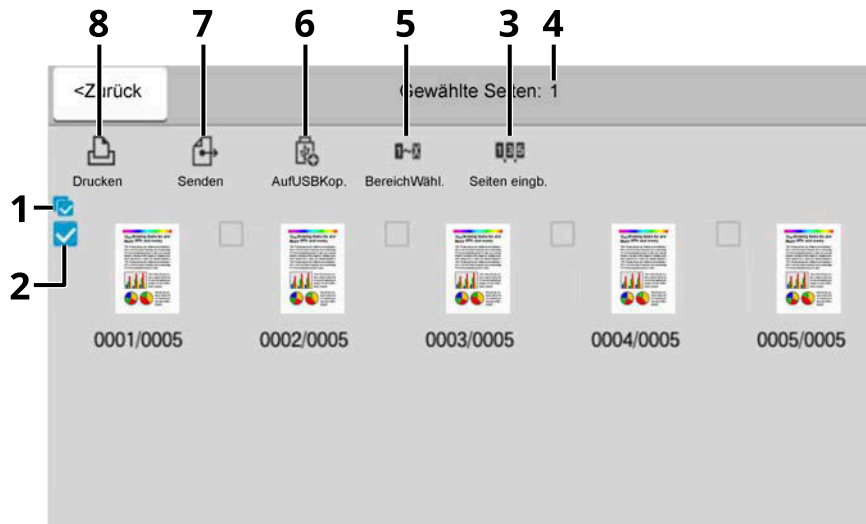 8 7 6 5 3 4
<Zurück Gewählte Seiten: 1
Drucken Senden AufUSBKop. BereichWähl. Seiten eingb.
1
2
0001/0005 0002/0005 0003/0005 0004/0005 0005/0005